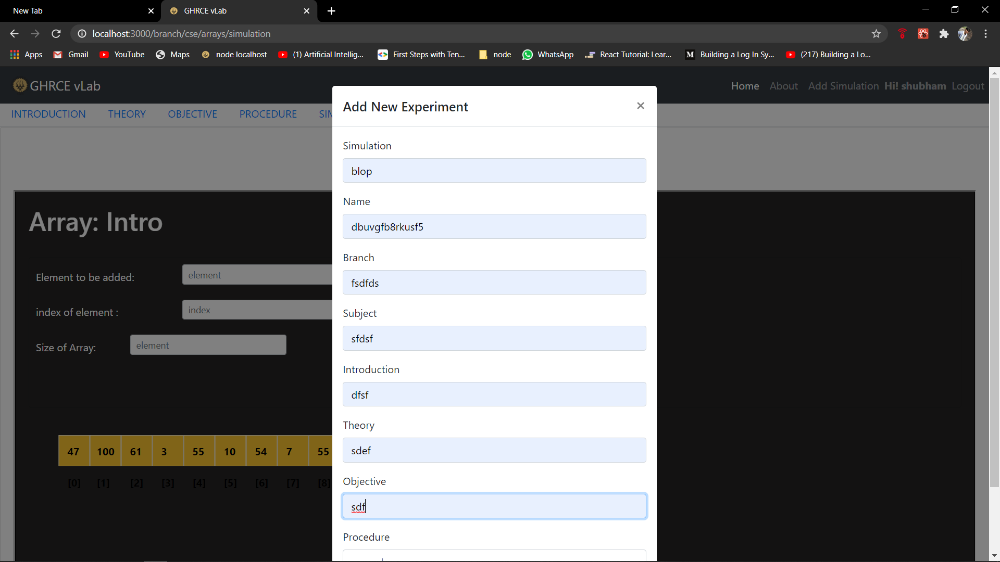 New Tab
GHRCE vLab
localhost:3000/branch/cse/arrays/simulation
Apps Gmail YouTube Maps node localhost (1) Artificial Intellig... First Steps with Ten... node WhatsApp React Tutorial: Lear... M Building a Log In Sy... (217) Building a Lo...
GHRCE vLab
Home About Add Simulation Hi! shubham Logout
INTRODUCTION THEORY OBJECTIVE PROCEDURE SIM
Add New Experiment
×
Simulation
blop
Name
dbuvgfb8rkusf5
Branch
fsdfds
Subject
sfdsf
Introduction
dfsf
Theory
sdef
Objective
sdf
Procedure
Array: Intro
Element to be added: element
index of element : index
Size of Array: element
47 100 61 3 55 10 54 7 55
[0] [1] [2] [3] [4] [5] [6] [7] [8]